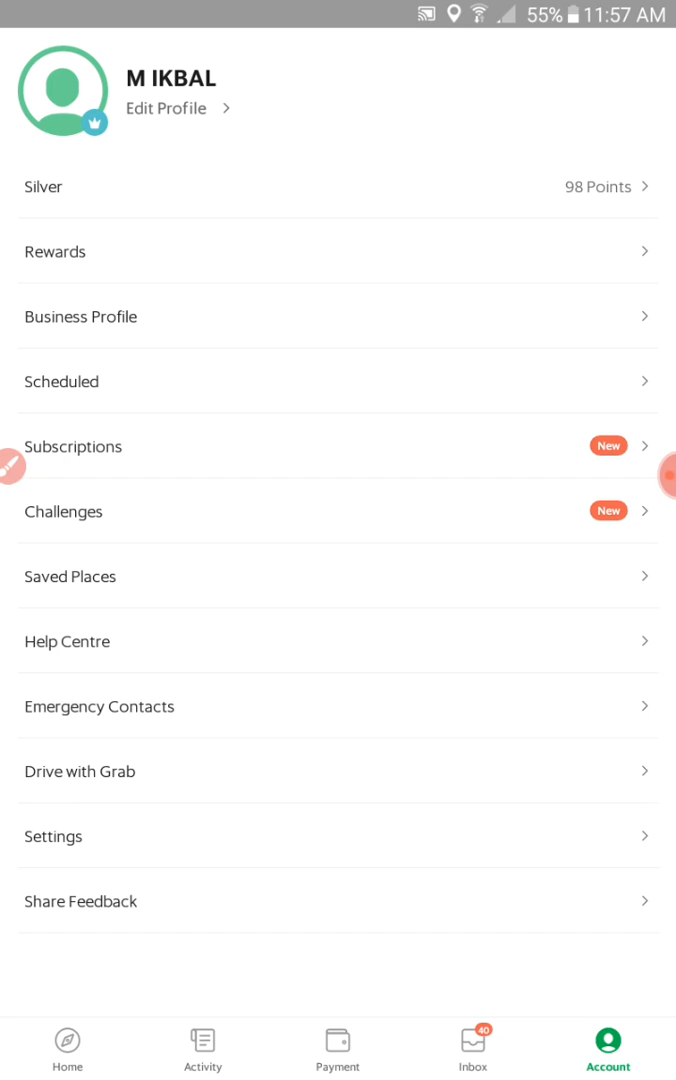 55% 11:57 AM
M IKBAL
Edit Profile
Silver 98 Points
Rewards
Business Profile
Scheduled
Subscriptions New
Challenges New
Saved Places
Help Centre
Emergency Contacts
Drive with Grab
Settings
Share Feedback
40
Home Activity Payment Inbox Account